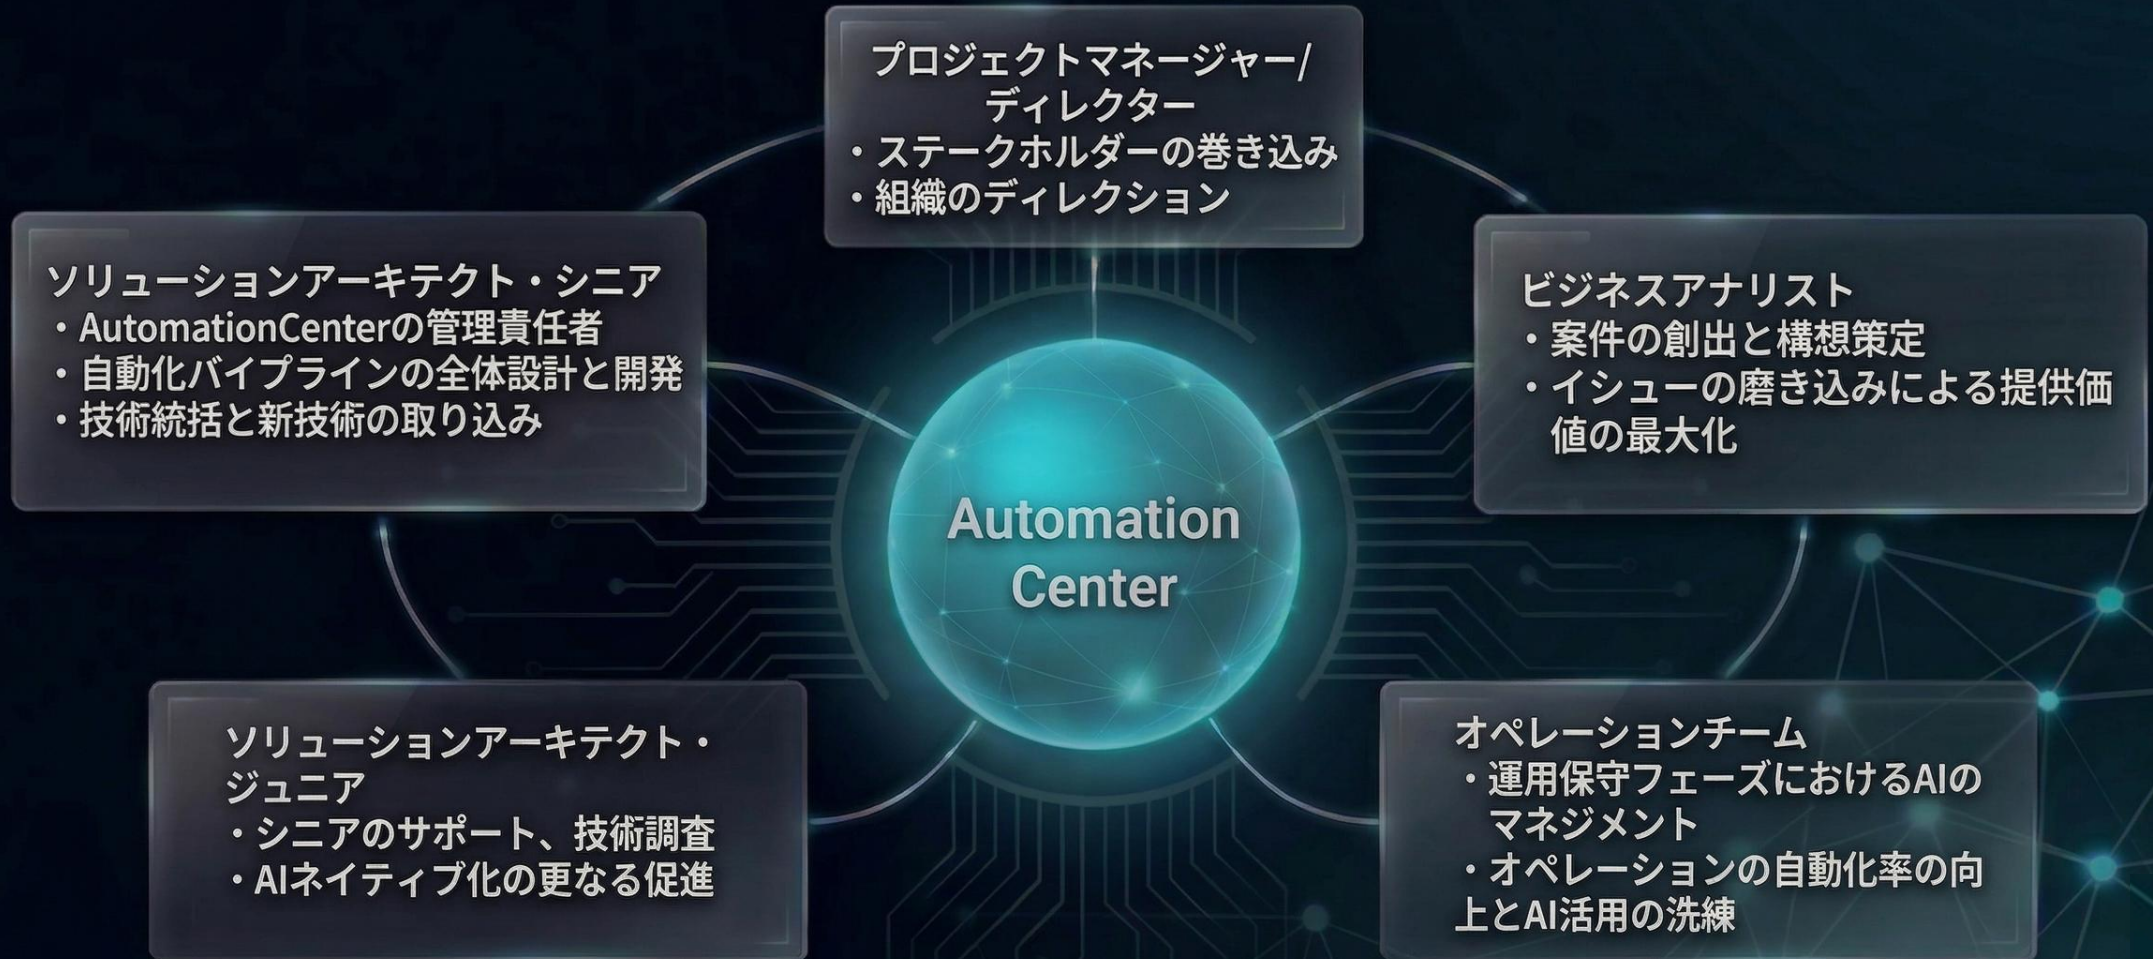 プロジェクトマネージャー/
ディレクター
・ステークホルダーの巻き込み
・組織のディレクション
ソリューションアーキテクト・シニア
・AutomationCenterの管理責任者
・自動化バイプラインの全体設計と開発
・技術統括と新技術の取り込み
ビジネスアナリスト
・案件の創出と構想策定
・イシューの磨き込みによる提供価
値の最大化
Automation
Center
ソリューションアーキテクト・
ジュニア
・シニアのサポート、技術調査
・AIネイティブ化の更なる促進
オペレーションチーム
・運用保守フェーズにおけるAIの
マネジメント
・オペレーションの自動化率の向
上とAI活用の洗練